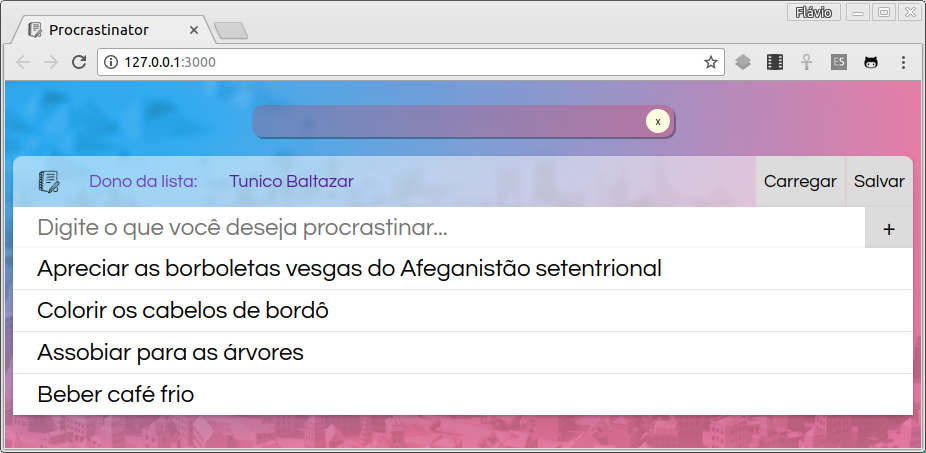 Flávio
Procrastinator
127.0.0.1:3000
ES
x
Dono da lista: Tunico Baltazar Carregar Salvar
Digite o que você deseja procrastinar... +
Apreciar as borboletas vesgas do Afeganistão setentrional
Colorir os cabelos de bordô
Assobiar para as árvores
Beber café frio